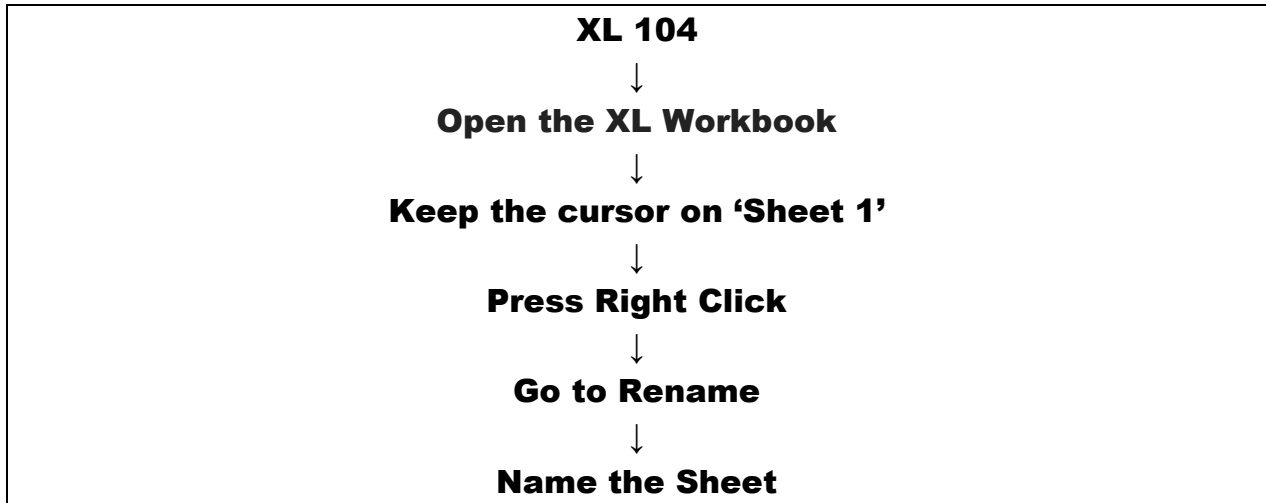 XL 104
↓
Open the XL Workbook
↓
Keep the cursor on ‘Sheet 1’
↓
Press Right Click
↓
Go to Rename
↓
Name the Sheet